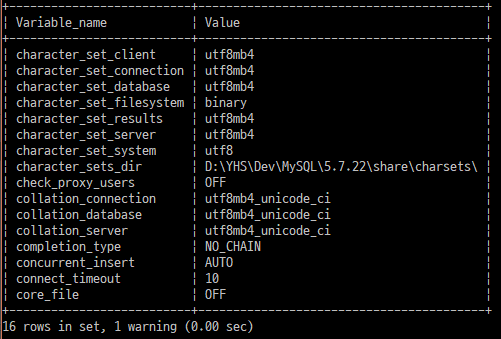 +--------------------------+----------------------------------------+
| Variable_name            | Value                                  |
+--------------------------+----------------------------------------+
| character_set_client     | utf8mb4                                |
| character_set_connection | utf8mb4                                |
| character_set_database   | utf8mb4                                |
| character_set_filesystem | binary                                 |
| character_set_results    | utf8mb4                                |
| character_set_server     | utf8mb4                                |
| character_set_system     | utf8                                   |
| character_sets_dir       | D:\YHS\Dev\MySQL\5.7.22\share\charsets\ |
| check_proxy_users        | OFF                                    |
| collation_connection     | utf8mb4_unicode_ci                     |
| collation_database       | utf8mb4_unicode_ci                     |
| collation_server         | utf8mb4_unicode_ci                     |
| completion_type          | NO_CHAIN                               |
| concurrent_insert        | AUTO                                   |
| connect_timeout          | 10                                     |
| core_file                | OFF                                    |
+--------------------------+----------------------------------------+
16 rows in set, 1 warning (0.00 sec)